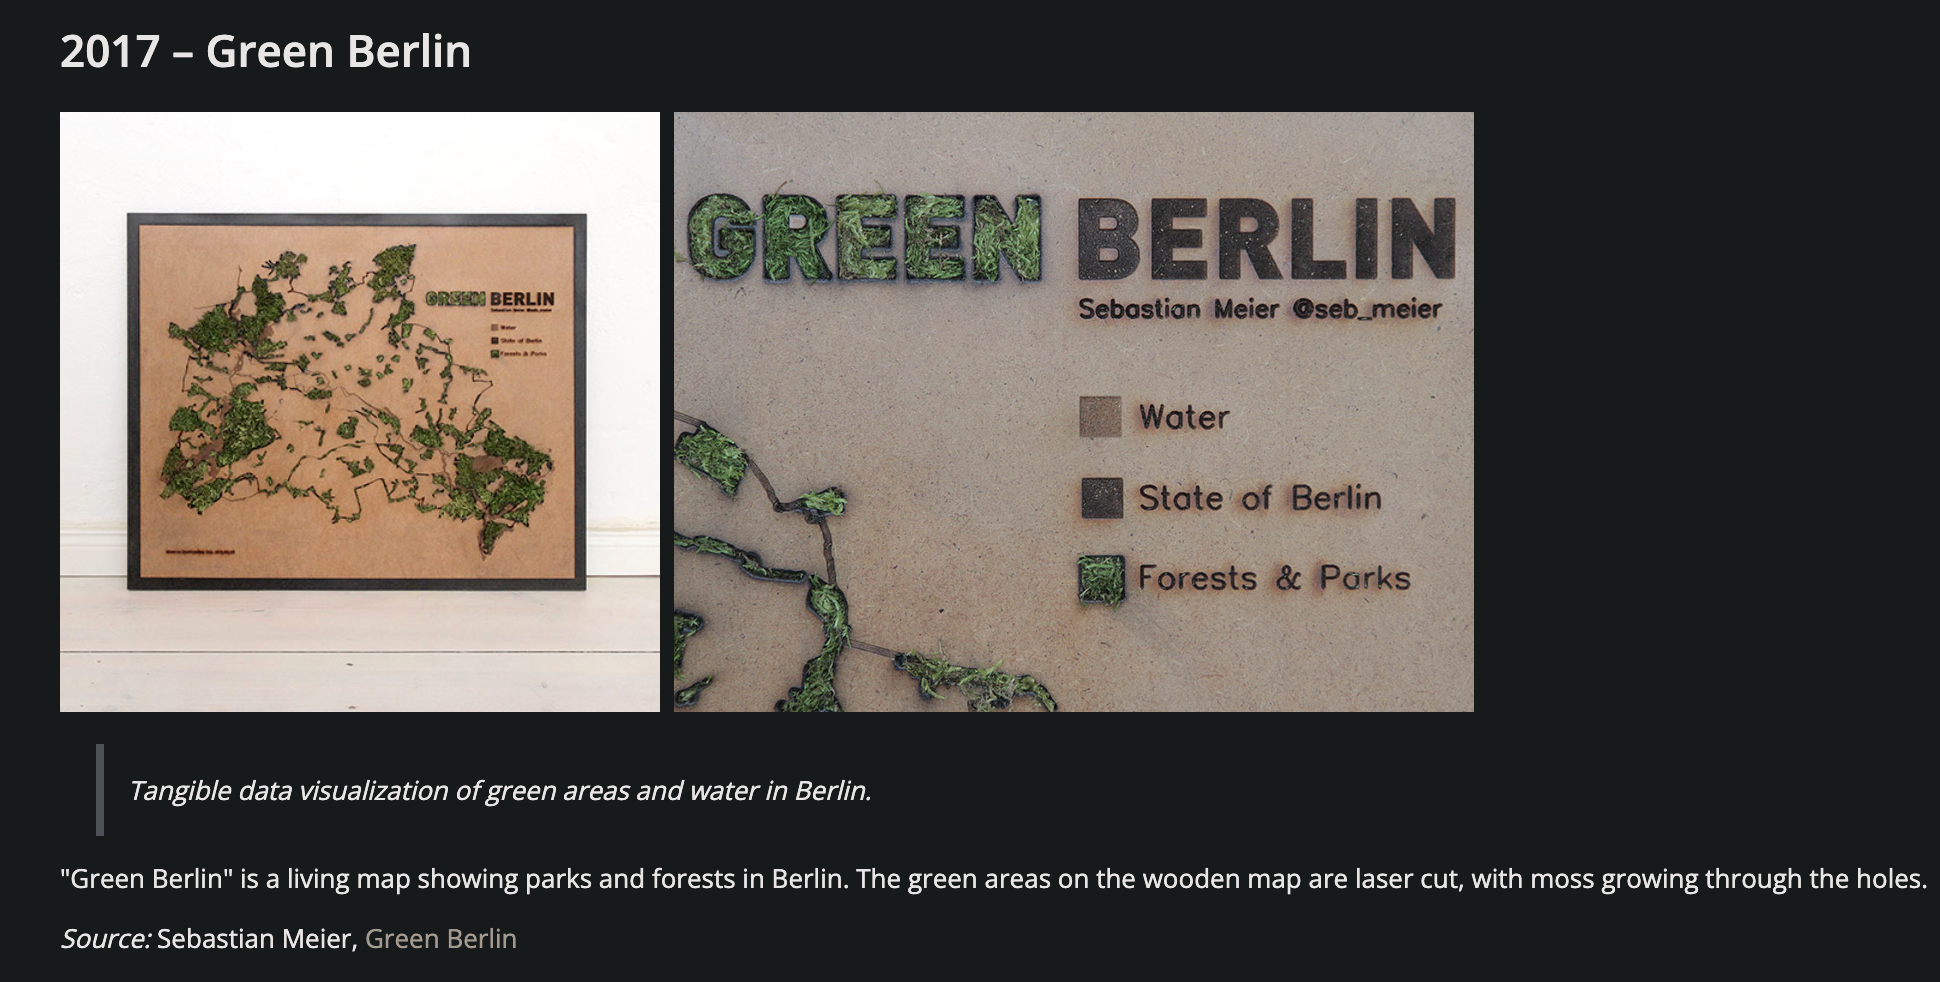 2017 – Green Berlin
GREEN BERLIN
Water
State of Berlin
Forests & Parks
GREEN BERLIN
Sebastian Meier @seb_meier
Water
State of Berlin
Forests & Parks
Tangible data visualization of green areas and water in Berlin.
"Green Berlin" is a living map showing parks and forests in Berlin. The green areas on the wooden map are laser cut, with moss growing through the holes.
Source: Sebastian Meier, Green Berlin